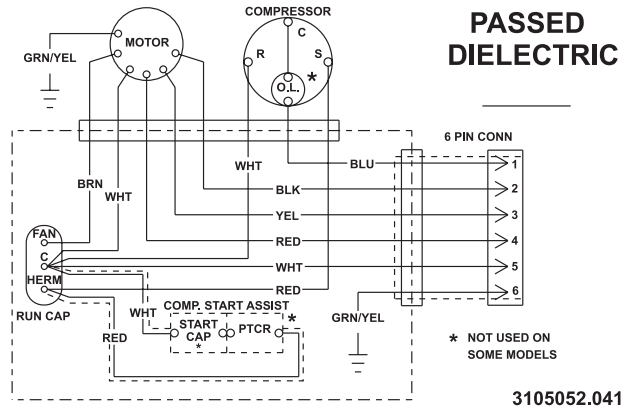 COMPRESSOR
PASSED
DIELECTRIC
MOTOR
C
R
S
GRN/YEL
O.L.
*
6 PIN CONN
BLU
1
WHT
BRN
WHT
BLK
2
YEL
3
FAN
RED
4
C
WHT
5
HERM
RED
6
RUN CAP
WHT
COMP. START ASSIST
*
GRN/YEL
RED
START
CAP
*
PTCR
* NOT USED ON
SOME MODELS
3105052.041